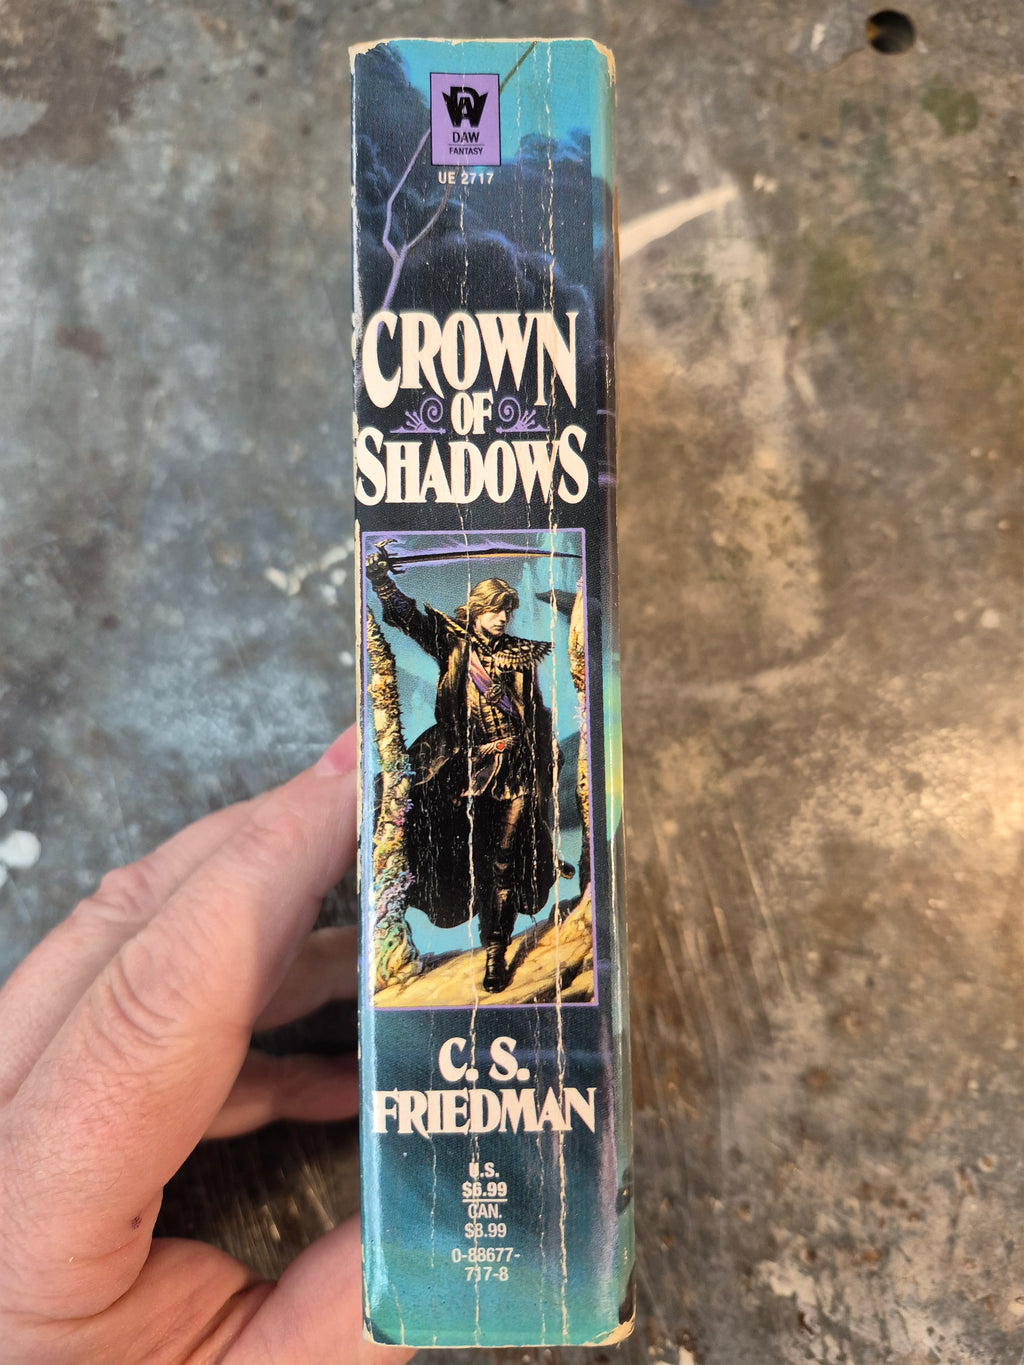 DAW
FANTASY
UE 2717
CROWN
OF
SHADOWS
C. S.
FRIEDMAN
U.S.
$6.99
CAN.
$8.99
0-88677-
717-8